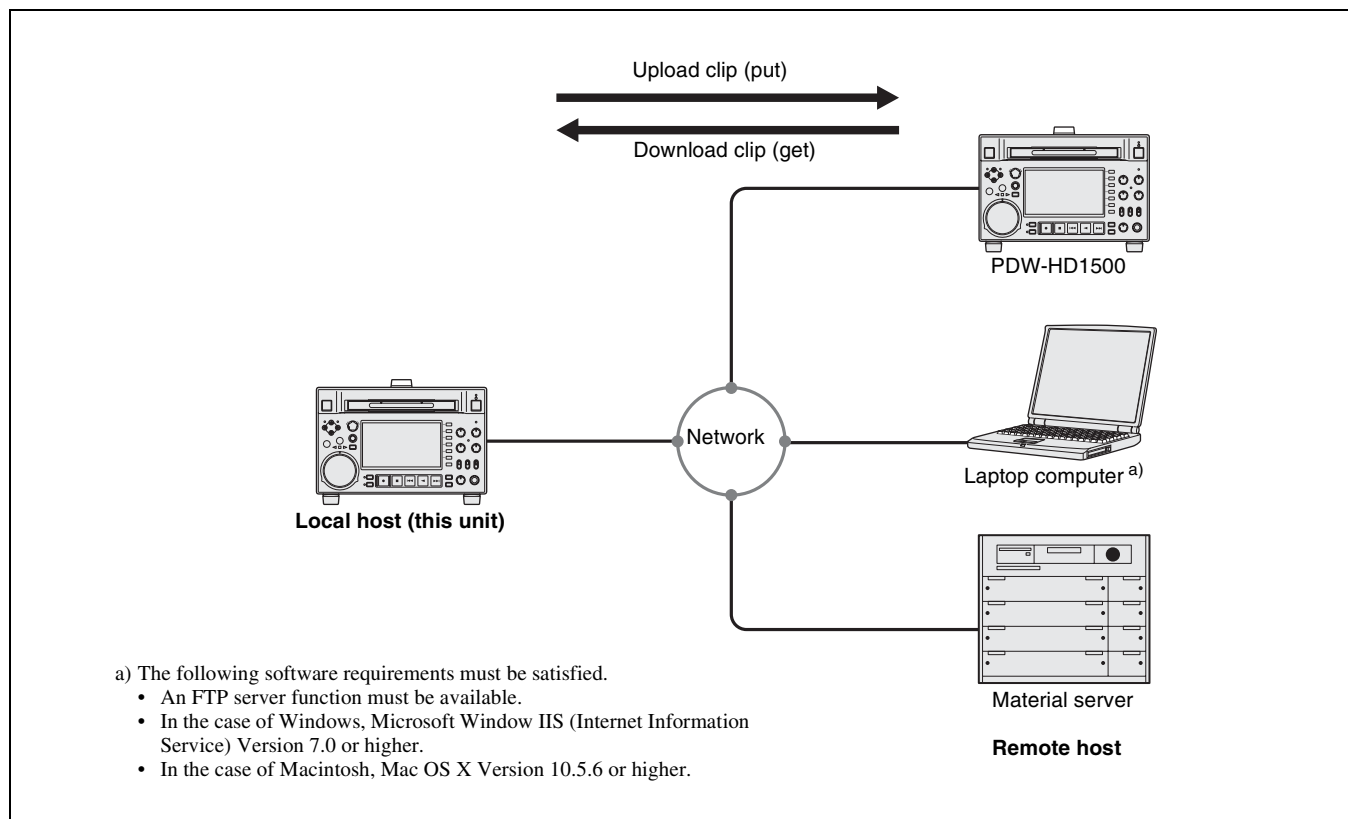 Upload clip (put)
Download clip (get)
PDW-HD1500
Network
Laptop computer a)
Local host (this unit)
Material server
Remote host
a) The following software requirements must be satisfied.
• An FTP server function must be available.
• In the case of Windows, Microsoft Window IIS (Internet Information
Service) Version 7.0 or higher.
• In the case of Macintosh, Mac OS X Version 10.5.6 or higher.